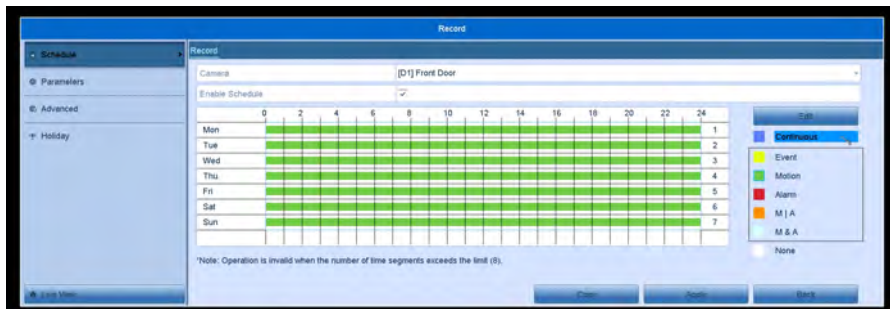 Record
Schedule
Record
Camera
[D1] Front Door
Parameters
Enable Schedule
Advanced
0 2 4 6 8 10 12 14 16 18 20 22 24
Edit
Holiday
Mon 1
Continuous
Tue 2
Wed 3
Event
Thu 4
Motion
Fri 5
Alarm
Sat 6
M | A
Sun 7
M & A
None
*Note: Operation is invalid when the number of time segments exceeds the limit (8).
Live View
Copy
Apply
Back